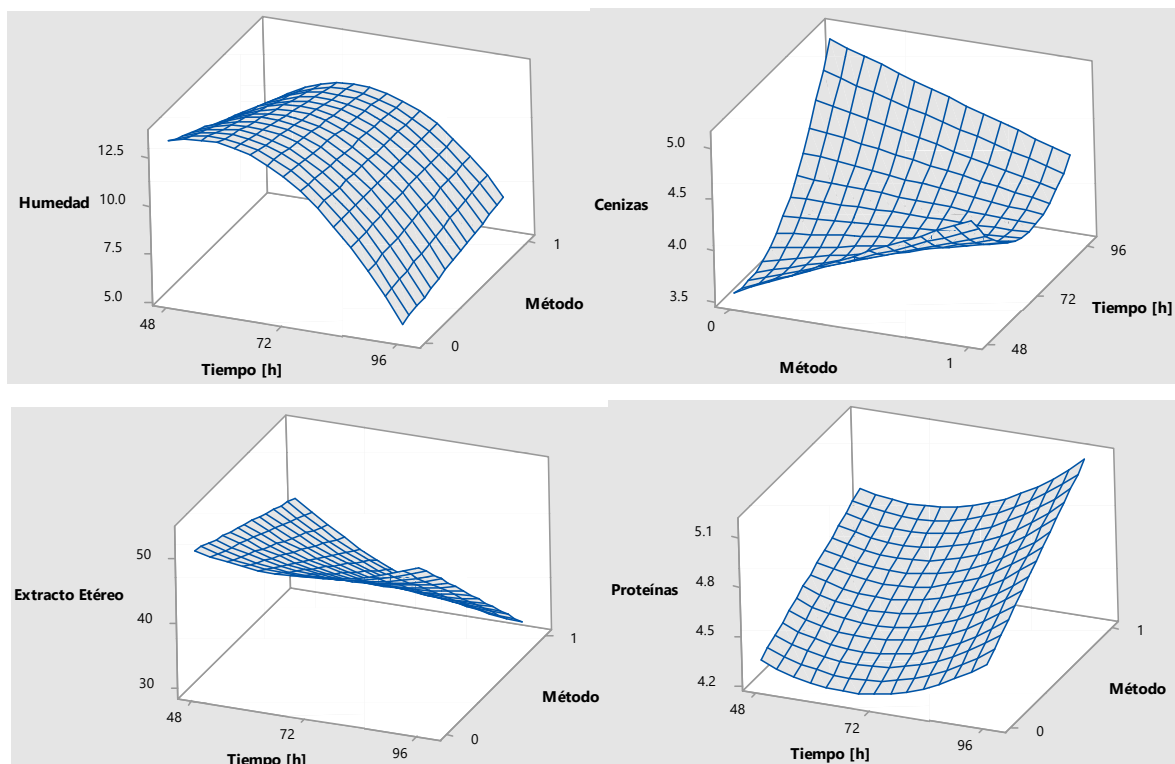 12.5
Humedad
10.0
7.5
5.0
48
72
96
Tiempo [h]
0
1
Método
5.0
4.5
Cenizas
4.0
3.5
0
1
Método
48
72
96
Tiempo [h]
50
Extracto Etéreo
40
30
48
72
96
Tiempo [h]
0
1
Método
5.1
4.8
Proteínas
4.5
4.2
48
72
96
Tiempo [h]
0
1
Método